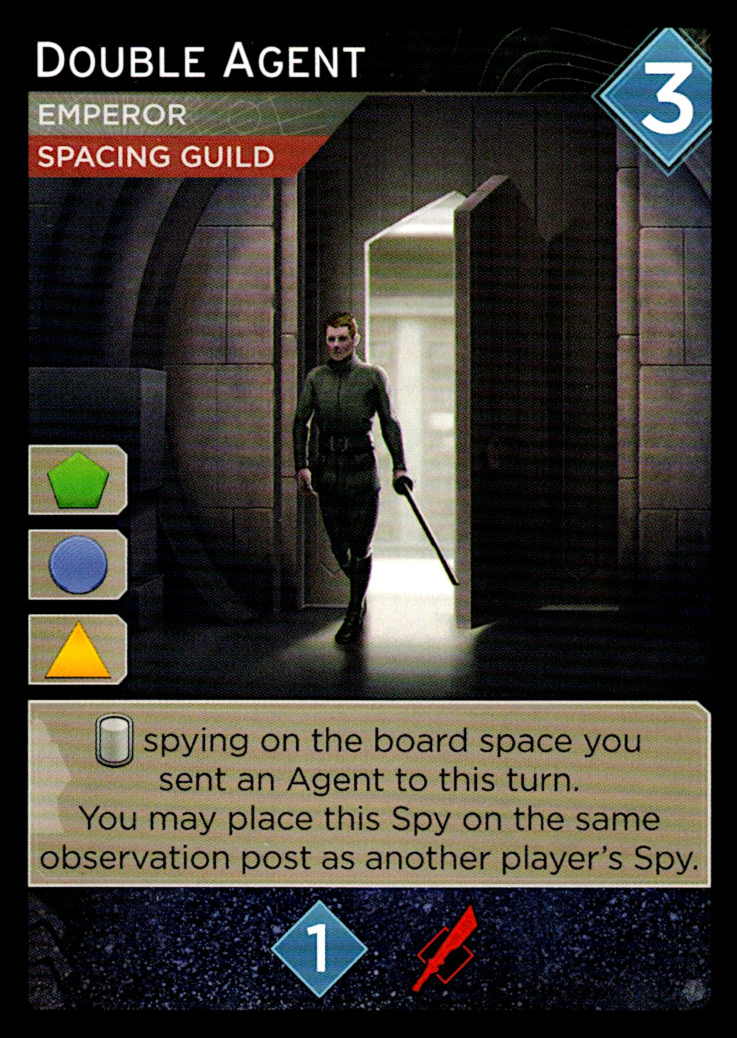 DOUBLE AGENT
3
EMPEROR
SPACING GUILD
spying on the board space you
sent an Agent to this turn.
You may place this Spy on the same
observation post as another player's Spy.
1